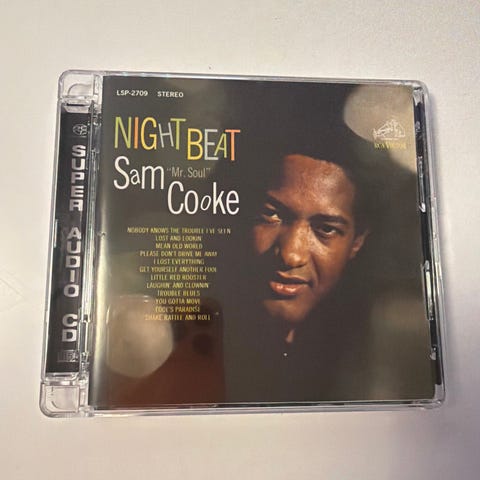 LSP-2709 STEREO
NIGHT BEAT
"Mr. Soul"
Sam Cooke
NOBODY KNOWS THE TROUBLE I'VE SEEN
LOST AND LOOKIN'
MEAN OLD WORLD
PLEASE DON'T DRIVE ME AWAY
I LOST EVERYTHING
GET YOURSELF ANOTHER FOOL
LITTLE RED ROOSTER
LAUGHIN' AND CLOWNIN'
TROUBLE BLUES
YOU GOTTA MOVE
FOOL'S PARADISE
SHAKE RATTLE AND ROLL
RCA VICTOR
SUPER AUDIO CD